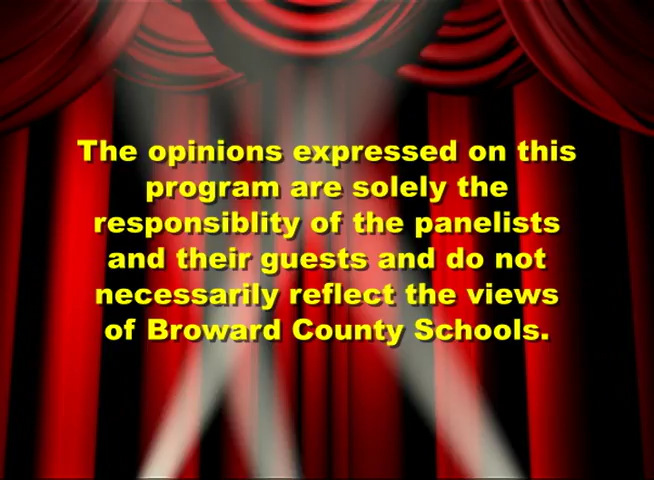 The opinions expressed on this
program are solely the
responsiblity of the panelists
and their guests and do not
necessarily reflect the views
of Broward County Schools.